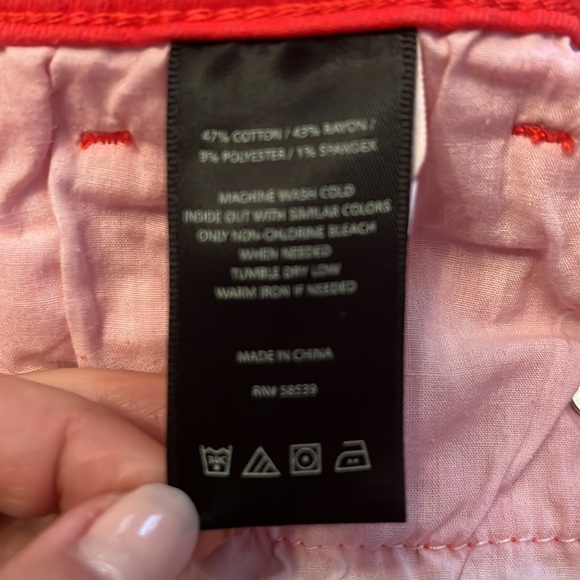 47% COTTON / 43% RAYON /
9% POLYESTER / 1% SPANDEX
MACHINE WASH COLD
INSIDE OUT WITH SIMILAR COLORS
ONLY NON-CHLORINE BLEACH
WHEN NEEDED
TUMBLE DRY LOW
WARM IRON IF NEEDED
MADE IN CHINA
RN# 58539
30C